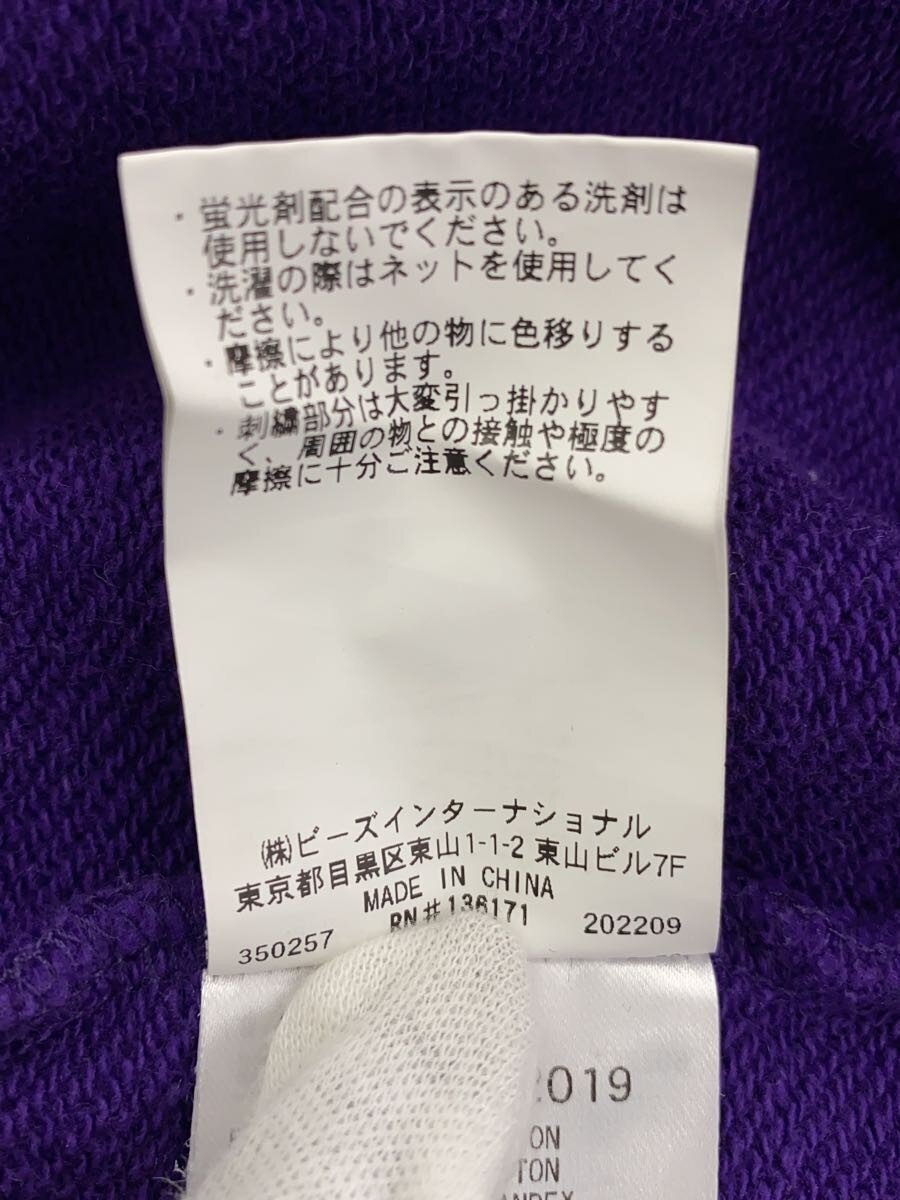 ・蛍光剤配合の表示のある洗剤は
使用しないでください。
・洗濯の際はネットを使用してく
ださい。
・摩擦により他の物に色移りする
ことがあります。
・刺繍部分は大変引っ掛かりやす
く、周囲の物との接触や極度の
摩擦に十分ご注意ください。
(株)ビーズインターナショナル
東京都目黒区東山1-1-2 東山ビル7F
MADE IN CHINA
RN#136171
350257 202209
2019